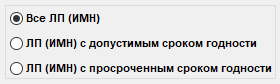 Все ЛП (ИМН)
ЛП (ИМН) с допустимым сроком годности
ЛП (ИМН) с просроченным сроком годности